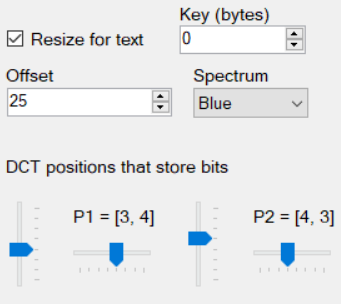 Key (bytes)
Resize for text
0
Offset
Spectrum
25
Blue
DCT positions that store bits
P1 = [3, 4]
P2 = [4, 3]